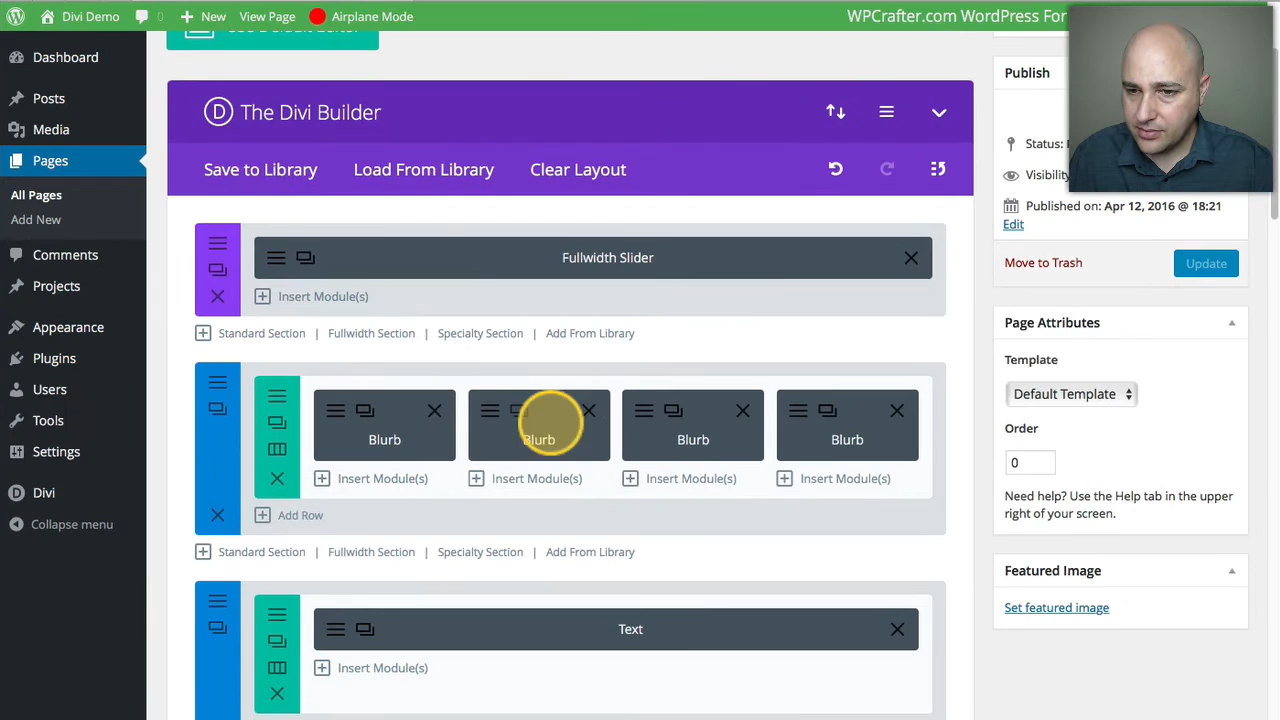 Divi Demo 0 New View Page Airplane Mode WPCrafter.com WordPress For
Dashboard
Posts
Media
Pages
All Pages
Add New
Comments
Projects
Appearance
Plugins
Users
Tools
Settings
Divi
Collapse menu
D The Divi Builder
Save to Library Load From Library Clear Layout
Fullwidth Slider
Insert Module(s)
Standard Section | Fullwidth Section | Specialty Section | Add From Library
Blurb Blurb Blurb Blurb
Insert Module(s) Insert Module(s) Insert Module(s) Insert Module(s)
Add Row
Standard Section | Fullwidth Section | Specialty Section | Add From Library
Text
Insert Module(s)
Publish
Status:
Visibility
Published on: Apr 12, 2016 @ 18:21
Edit
Move to Trash Update
Page Attributes
Template
Default Template
Order
0
Need help? Use the Help tab in the upper
right of your screen.
Featured Image
Set featured image